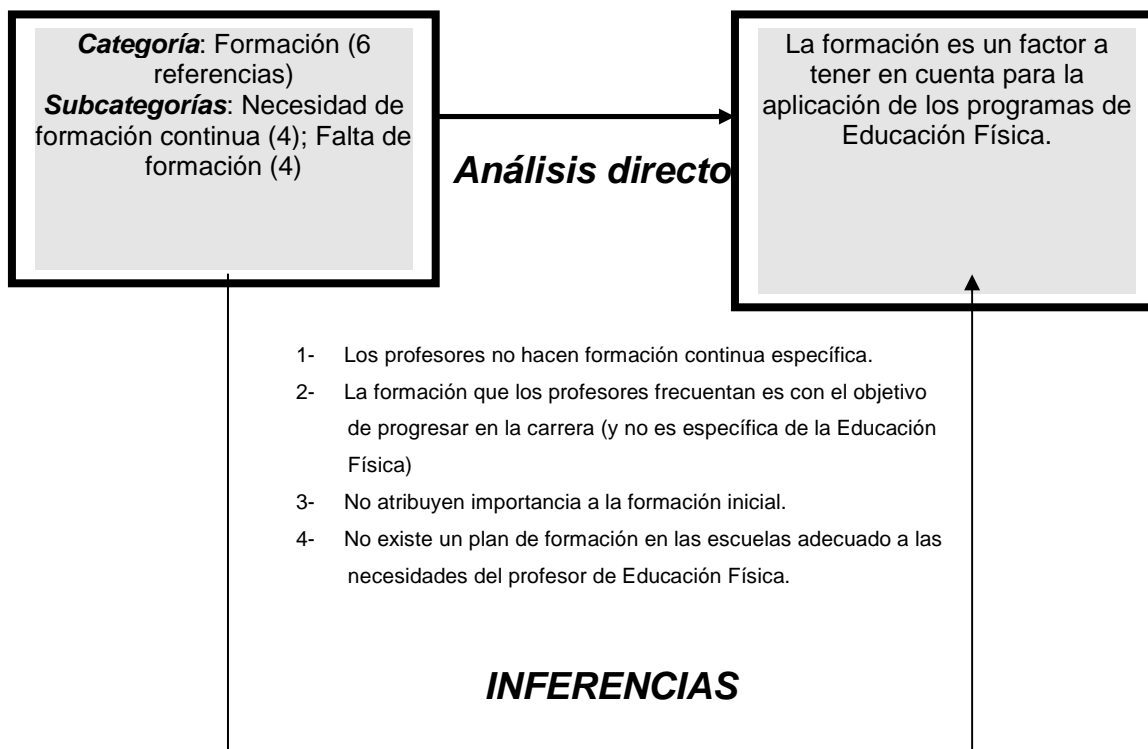 Categoría: Formación (6
referencias)
Subcategorías: Necesidad de
formación continua (4); Falta de
formación (4)
Análisis directo
La formación es un factor a
tener en cuenta para la
aplicación de los programas de
Educación Física.
1- Los profesores no hacen formación continua específica.
2- La formación que los profesores frecuentan es con el objetivo
de progresar en la carrera (y no es específica de la Educación
Física)
3- No atribuyen importancia a la formación inicial.
4- No existe un plan de formación en las escuelas adecuado a las
necesidades del profesor de Educación Física.
INFERENCIAS